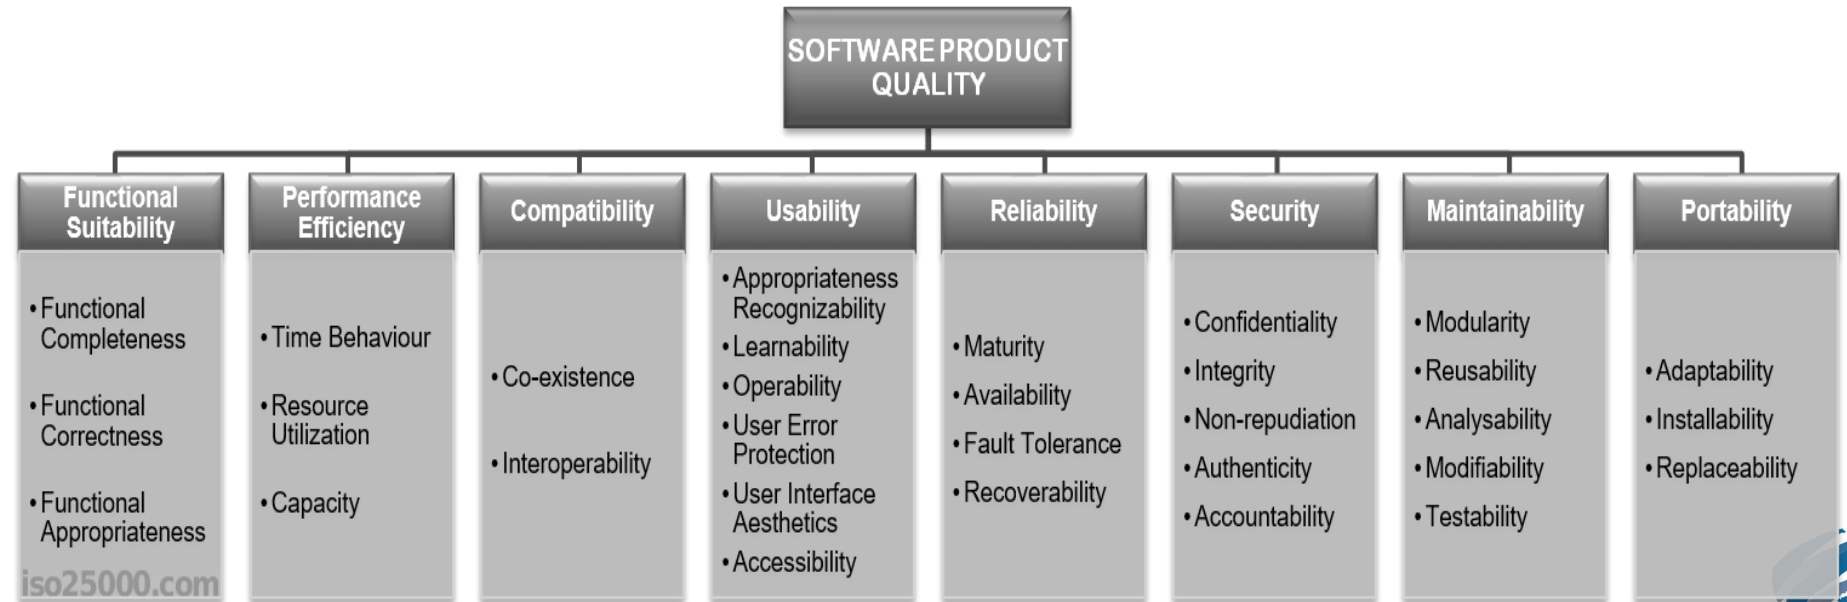 SOFTWARE PRODUCT
QUALITY
Functional
Suitability
• Functional
Completeness
• Functional
Correctness
• Functional
Appropriateness
Performance
Efficiency
• Time Behaviour
• Resource
Utilization
• Capacity
Compatibility
• Co-existence
• Interoperability
Usability
• Appropriateness
Recognizability
• Learnability
• Operability
• User Error
Protection
• User Interface
Aesthetics
• Accessibility
Reliability
• Maturity
• Availability
• Fault Tolerance
• Recoverability
Security
• Confidentiality
• Integrity
• Non-repudiation
• Authenticity
• Accountability
Maintainability
• Modularity
• Reusability
• Analysability
• Modifiability
• Testability
Portability
• Adaptability
• Installability
• Replaceability
iso25000.com